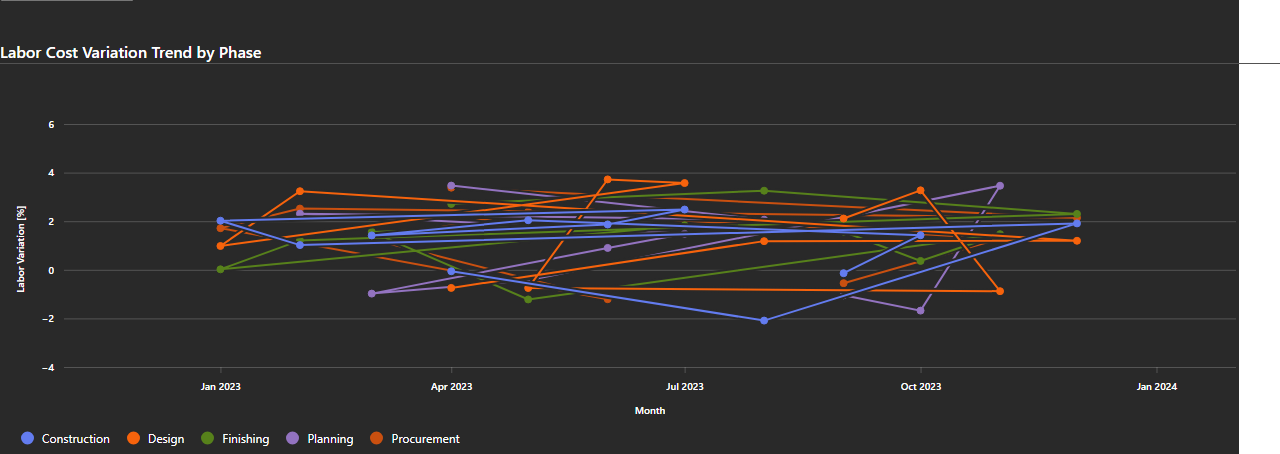 Labor Cost Variation Trend by Phase
Labor Variation [%]
6
4
2
0
−2
−4
Jan 2023 Apr 2023 Jul 2023 Oct 2023 Jan 2024
Month
Construction Design Finishing Planning Procurement